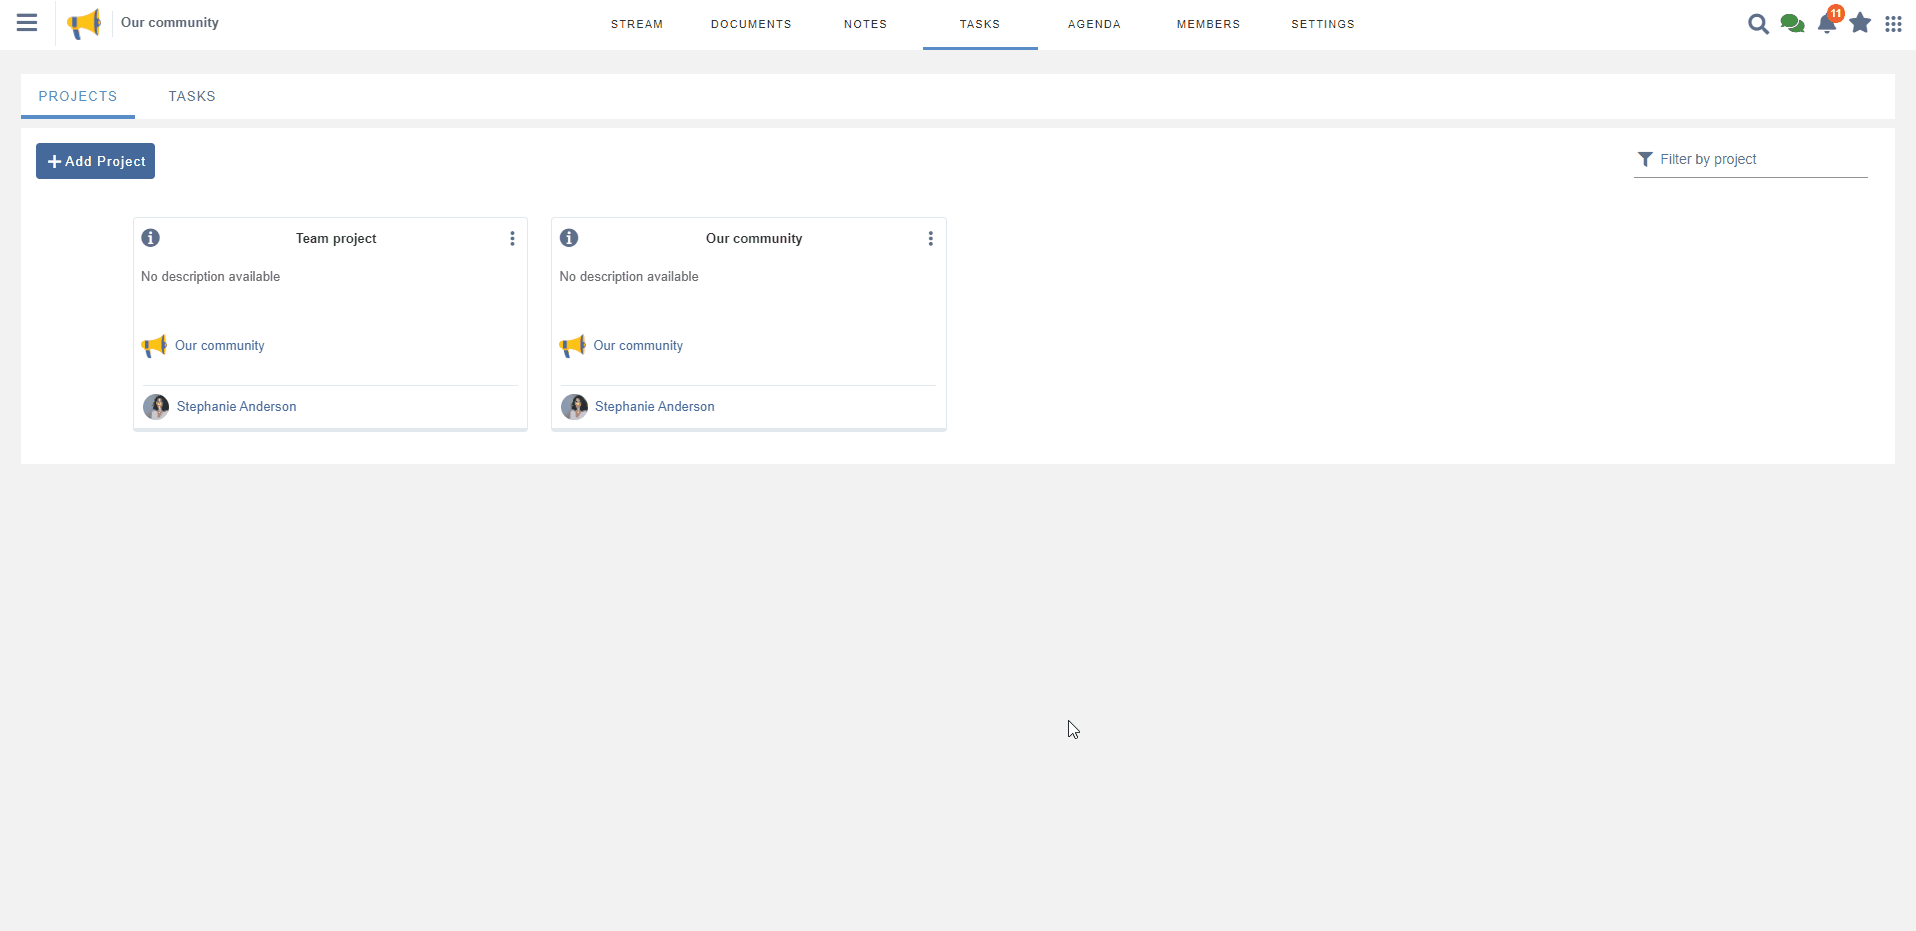 Our community
STREAM DOCUMENTS NOTES TASKS AGENDA MEMBERS SETTINGS
11
PROJECTS TASKS
Add Project
Filter by project
Team project
No description available
Our community
Stephanie Anderson
Our community
No description available
Our community
Stephanie Anderson